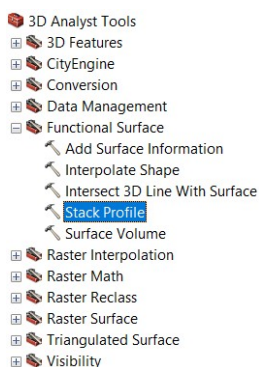 3D Analyst Tools
3D Features
CityEngine
Conversion
Data Management
Functional Surface
Add Surface Information
Interpolate Shape
Intersect 3D Line With Surface
Stack Profile
Surface Volume
Raster Interpolation
Raster Math
Raster Reclass
Raster Surface
Triangulated Surface
Visibility